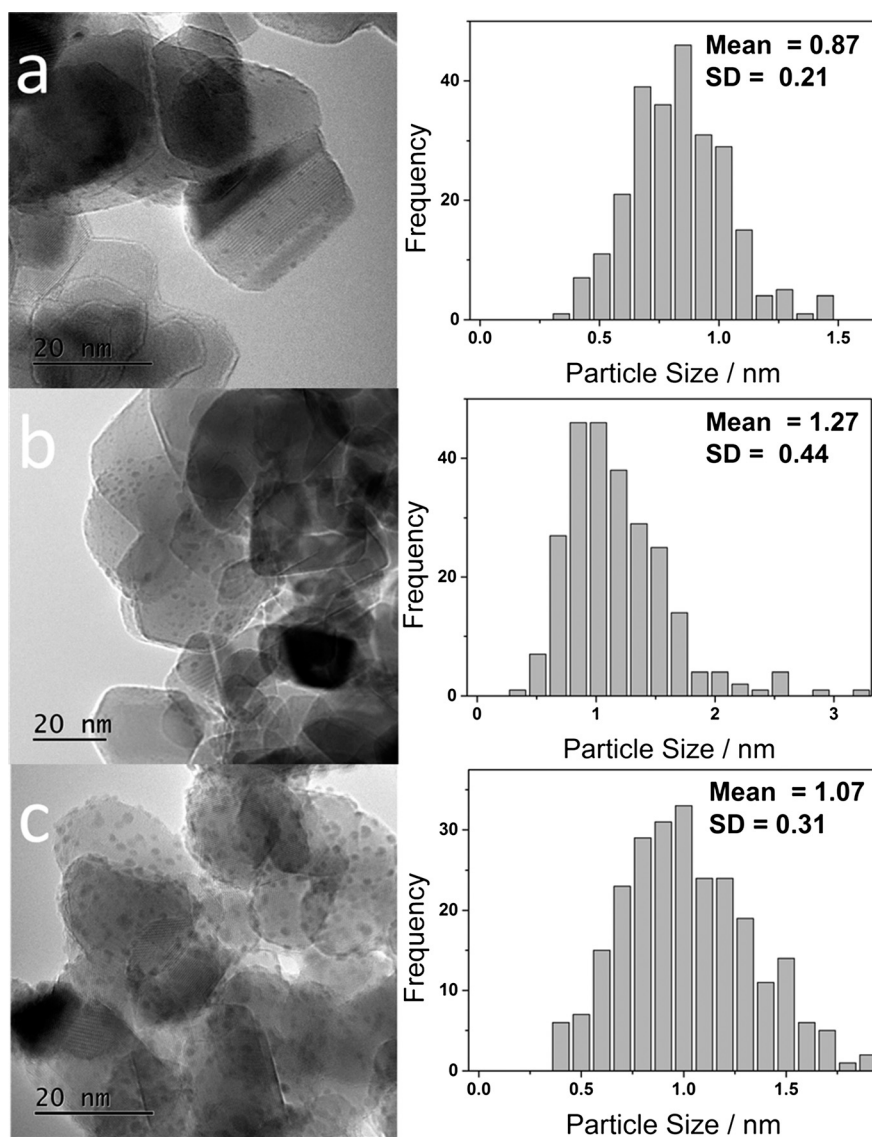 a
20 nm
Mean = 0.87
SD = 0.21
Frequency
40
20
0
0.0 0.5 1.0 1.5
Particle Size / nm
b
20 nm
Mean = 1.27
SD = 0.44
Frequency
40
20
0
0 1 2 3
Particle Size / nm
c
20 nm
Mean = 1.07
SD = 0.31
Frequency
30
20
10
0
0.0 0.5 1.0 1.5
Particle Size / nm